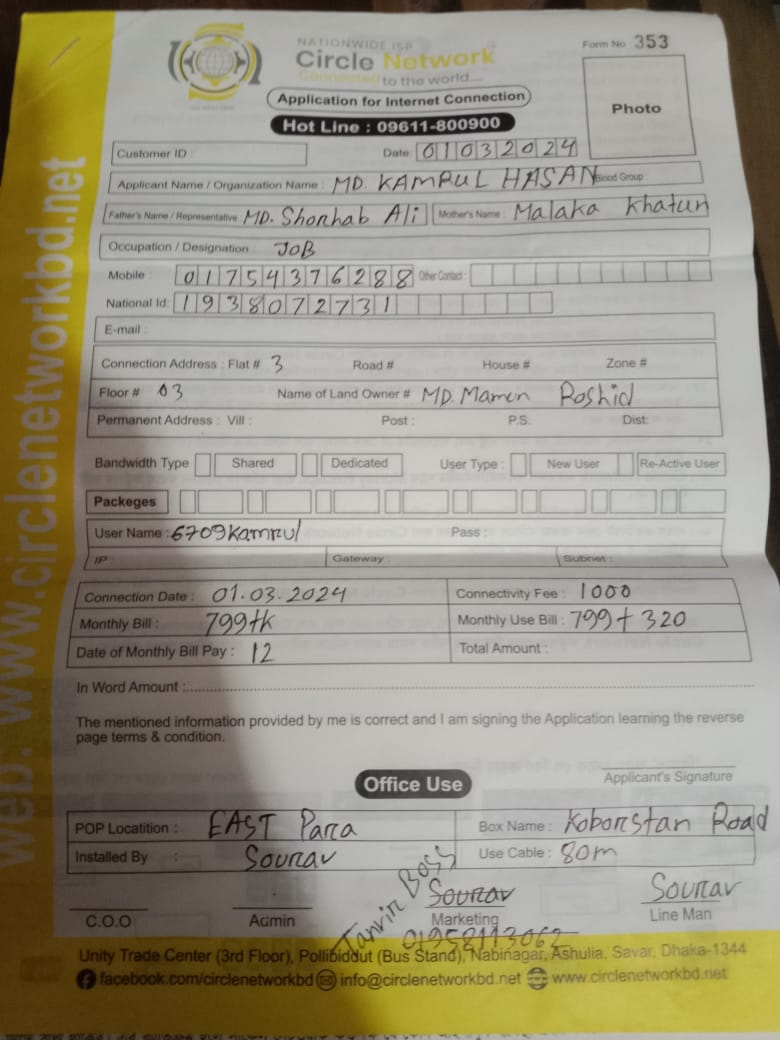 NATIONWIDE ISP
Circle Network
Connected to the world....
Form No 353
Application for Internet Connection
Hot Line : 09611-800900
Photo
Customer ID :
Date 01032024
Applicant Name / Organization Name : MD. KAMRUL HASAN Blood Group :
Father's Name / Representative MD. Shorhab Ali Mother's Name : Malaka Khatun
Occupation / Designation JOB
Mobile : 01754376288 Other Contact :
National Id: 1938072731
E-mail :
Connection Address : Flat # 3 Road # House # Zone #
Floor # 03 Name of Land Owner # MD. Mamun Roshid
Permanent Address : Vill : Post : P.S. Dist:
Bandwidth Type Shared Dedicated User Type : New User Re-Active User
Packeges
User Name : 6709kamrul Pass :
IP : Gateway : Subnet :
Connection Date : 01.03.2024 Connectivity Fee : 1000
Monthly Bill : 799tk Monthly Use Bill : 799+320
Date of Monthly Bill Pay : 12 Total Amount :
In Word Amount :
The mentioned information provided by me is correct and I am signing the Application learning the reverse
page terms & condition.
Applicant's Signature
Office Use
POP Locatition : EAST Para Box Name : Koborstan Road
Installed By : Sourav Use Cable : 80m
Tanvir Boss
Sourav Sourav
C.O.O Admin Marketing Line Man
Unity Trade Center (3rd Floor), Pollibiddut (Bus Stand), Nabinagar, Ashulia, Savar, Dhaka-1344
facebook.com/circlenetworkbd info@circlenetworkbd.net www.circlenetworkbd.net
web: www.circlenetworkbd.net